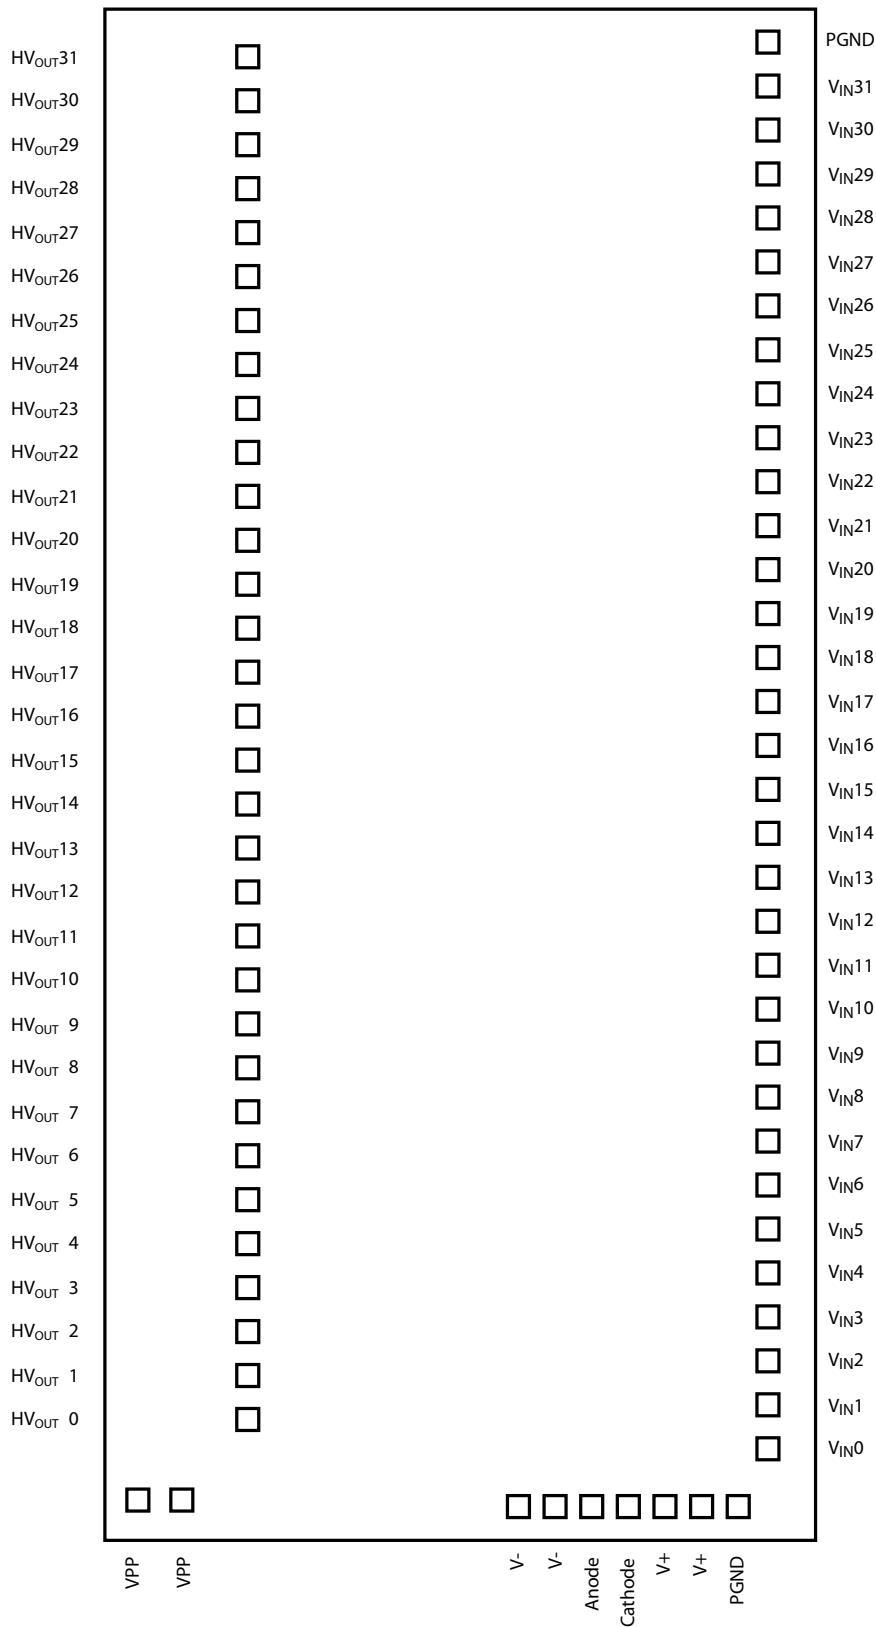 PGND
HVOUT31
VIN31
HVOUT30
VIN30
HVOUT29
VIN29
HVOUT28
VIN28
HVOUT27
VIN27
HVOUT26
VIN26
HVOUT25
VIN25
HVOUT24
VIN24
HVOUT23
VIN23
HVOUT22
VIN22
HVOUT21
VIN21
HVOUT20
VIN20
HVOUT19
VIN19
HVOUT18
VIN18
HVOUT17
VIN17
HVOUT16
VIN16
HVOUT15
VIN15
HVOUT14
VIN14
HVOUT13
VIN13
HVOUT12
VIN12
HVOUT11
VIN11
HVOUT10
VIN10
HVOUT 9
VIN9
HVOUT 8
VIN8
HVOUT 7
VIN7
HVOUT 6
VIN6
HVOUT 5
VIN5
HVOUT 4
VIN4
HVOUT 3
VIN3
HVOUT 2
VIN2
HVOUT 1
VIN1
HVOUT 0
VIN0
VPP
VPP
V-
V-
Anode
Cathode
V+
V+
PGND